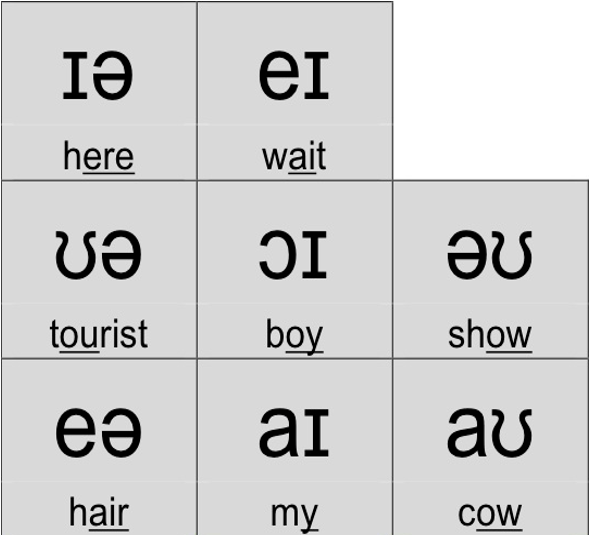 ɪə eɪ
here wait
ʊə ɔɪ əʊ
tourist boy show
eə aɪ aʊ
hair my cow